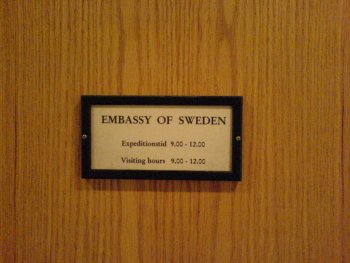 EMBASSY OF SWEDEN
Expeditionstid 9.00 - 12.00
Visiting hours 9.00 - 12.00